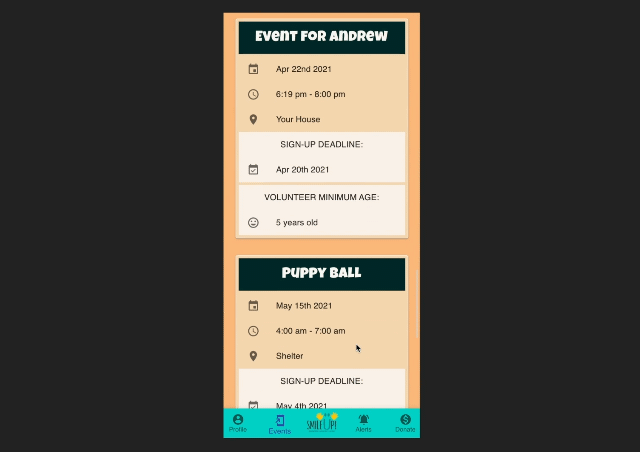 Event for Andrew
Apr 22nd 2021
6:19 pm - 8:00 pm
Your House
SIGN-UP DEADLINE:
Apr 20th 2021
VOLUNTEER MINIMUM AGE:
5 years old
Puppy Ball
May 15th 2021
4:00 am - 7:00 am
Shelter
SIGN-UP DEADLINE:
May 4th 2021
Profile
Events
SMILE UP!
Alerts
Donate